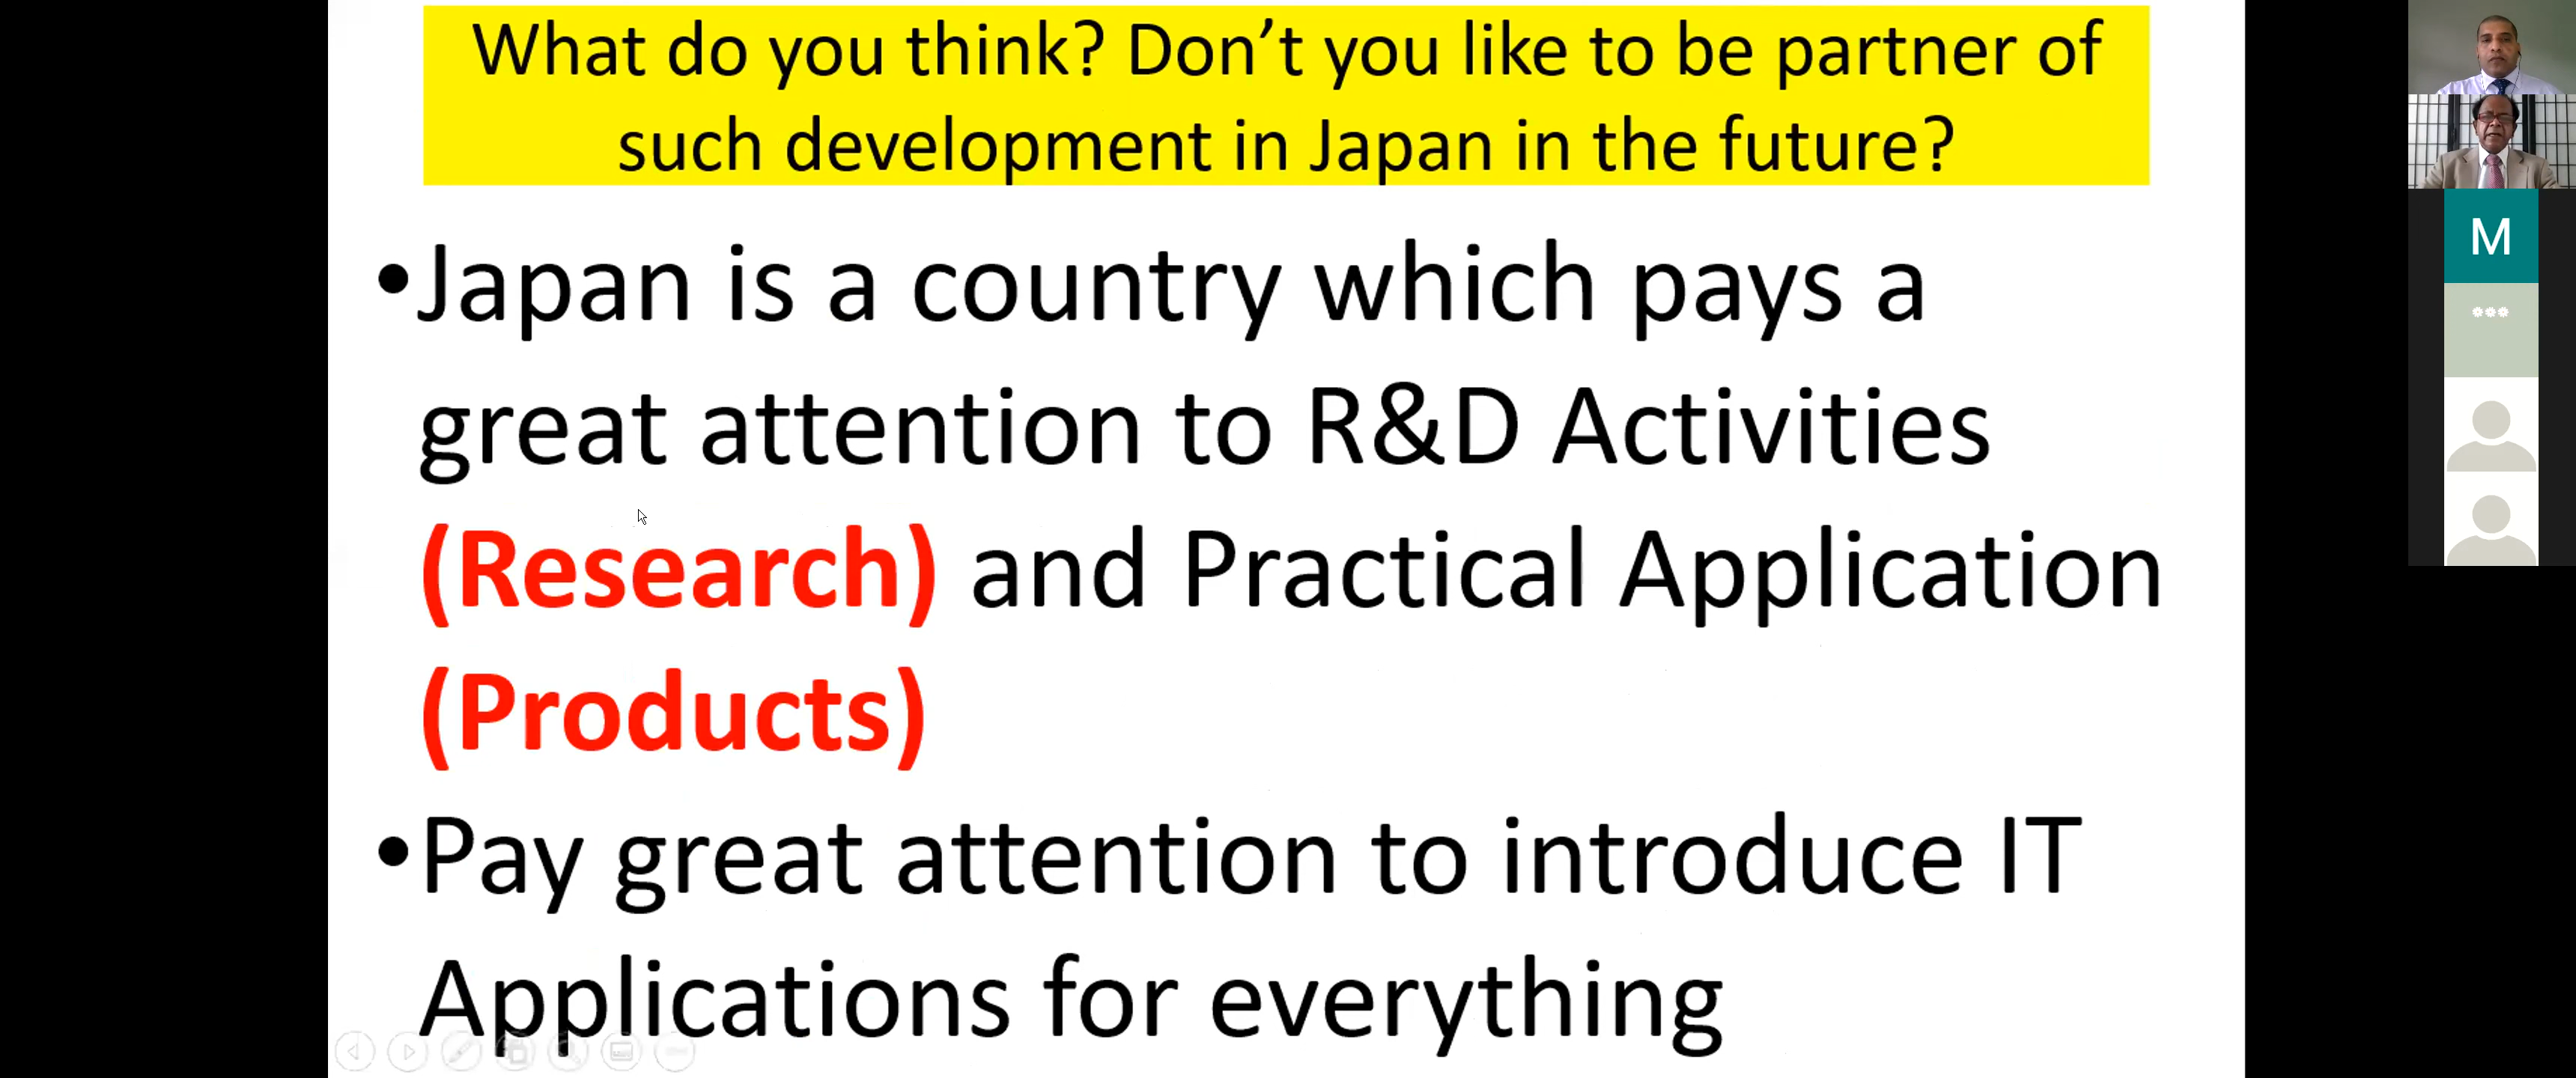 What do you think? Don’t you like to be partner of
such development in Japan in the future?
•Japan is a country which pays a
great attention to R&D Activities
(Research) and Practical Application
(Products)
•Pay great attention to introduce IT
Applications for everything
M